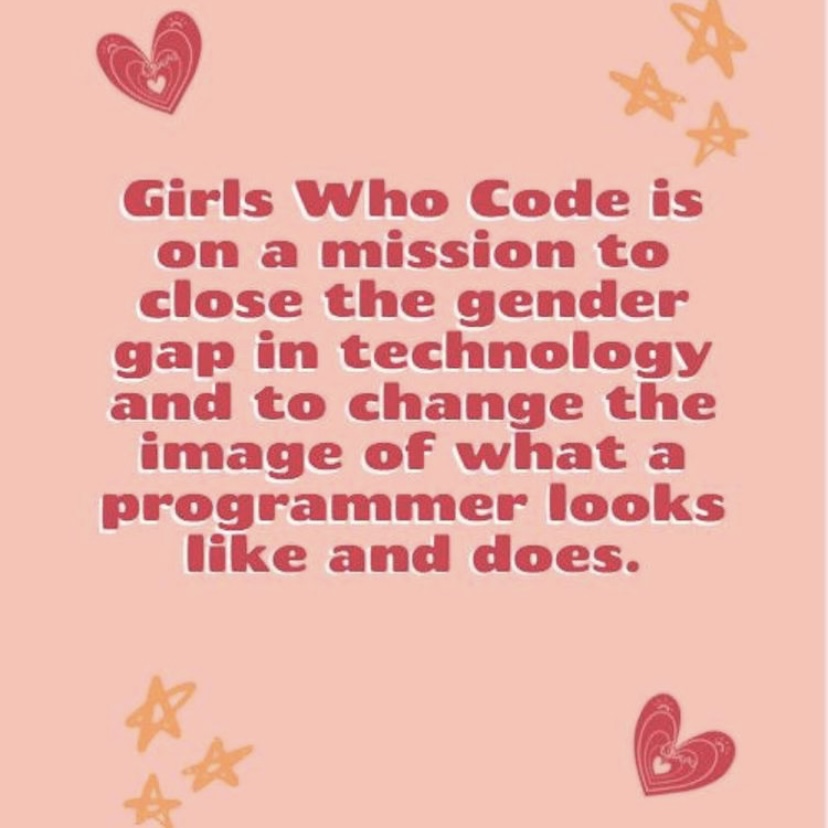 Girls Who Code is
on a mission to
close the gender
gap in technology
and to change the
image of what a
programmer looks
like and does.